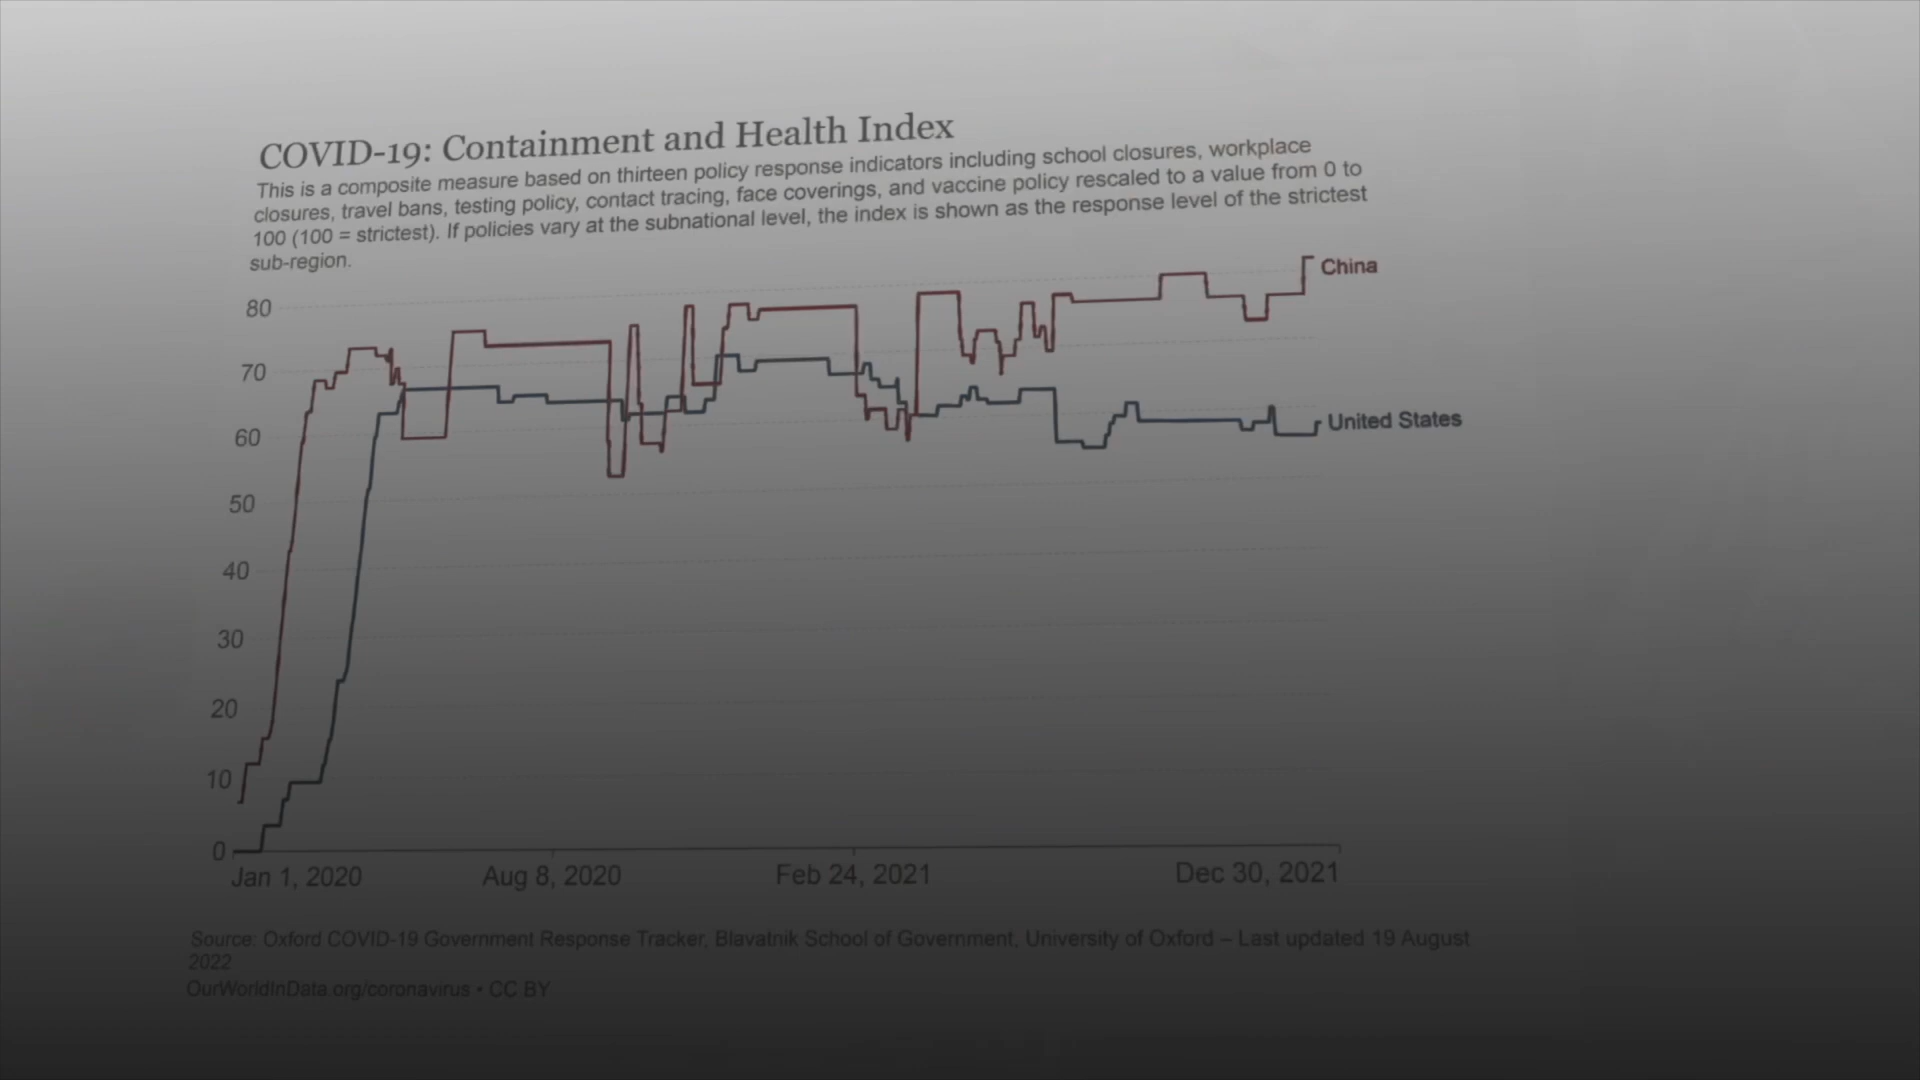 COVID-19: Containment and Health Index
This is a composite measure based on thirteen policy response indicators including school closures, workplace
closures, travel bans, testing policy, contact tracing, face coverings, and vaccine policy rescaled to a value from 0 to
100 (100 = strictest). If policies vary at the subnational level, the index is shown as the response level of the strictest
sub-region.
China
80
70
United States
60
50
40
30
20
10
0
Jan 1, 2020 Aug 8, 2020 Feb 24, 2021 Dec 30, 2021
Source: Oxford COVID-19 Government Response Tracker, Blavatnik School of Government, University of Oxford – Last updated 19 August
2022
OurWorldInData.org/coronavirus • CC BY